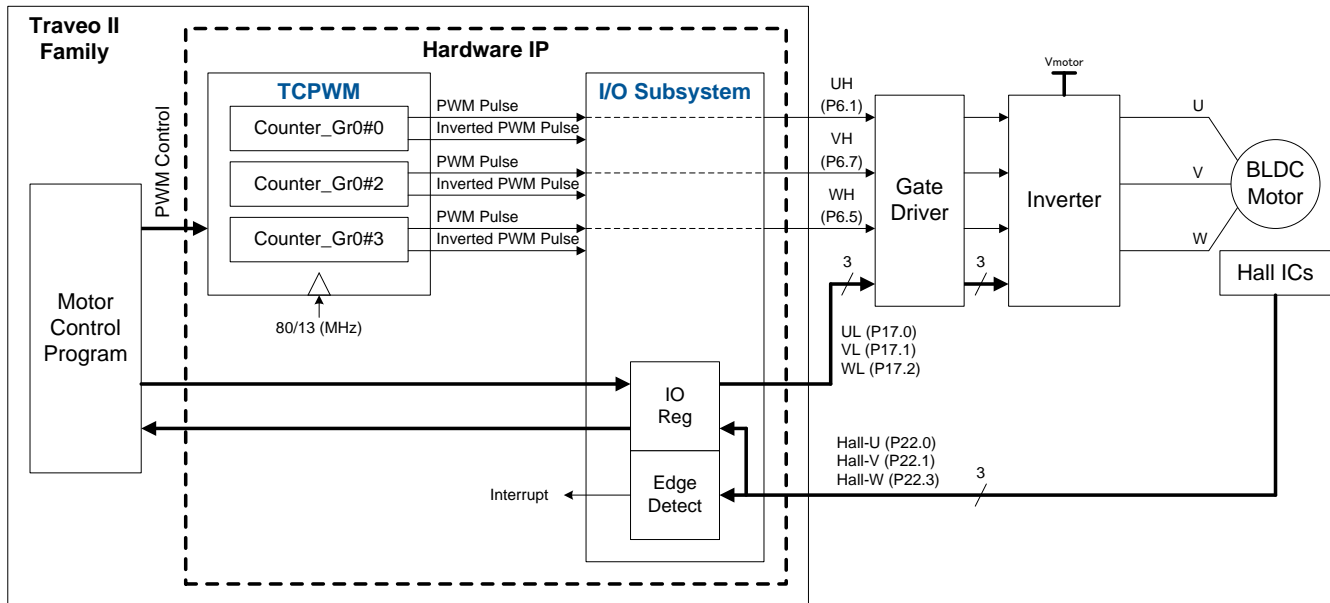 Traveo II
Family
Hardware IP
TCPWM
I/O Subsystem
PWM Control
Counter_Gr0#0
Counter_Gr0#2
Counter_Gr0#3
PWM Pulse
Inverted PWM Pulse
PWM Pulse
Inverted PWM Pulse
PWM Pulse
Inverted PWM Pulse
80/13 (MHz)
Motor
Control
Program
UH
(P6.1)
VH
(P6.7)
WH
(P6.5)
Gate
Driver
Vmotor
Inverter
U
V
W
BLDC
Motor
Hall ICs
3
3
UL (P17.0)
VL (P17.1)
WL (P17.2)
IO
Reg
Edge
Detect
Interrupt
Hall-U (P22.0)
Hall-V (P22.1)
Hall-W (P22.3)
3